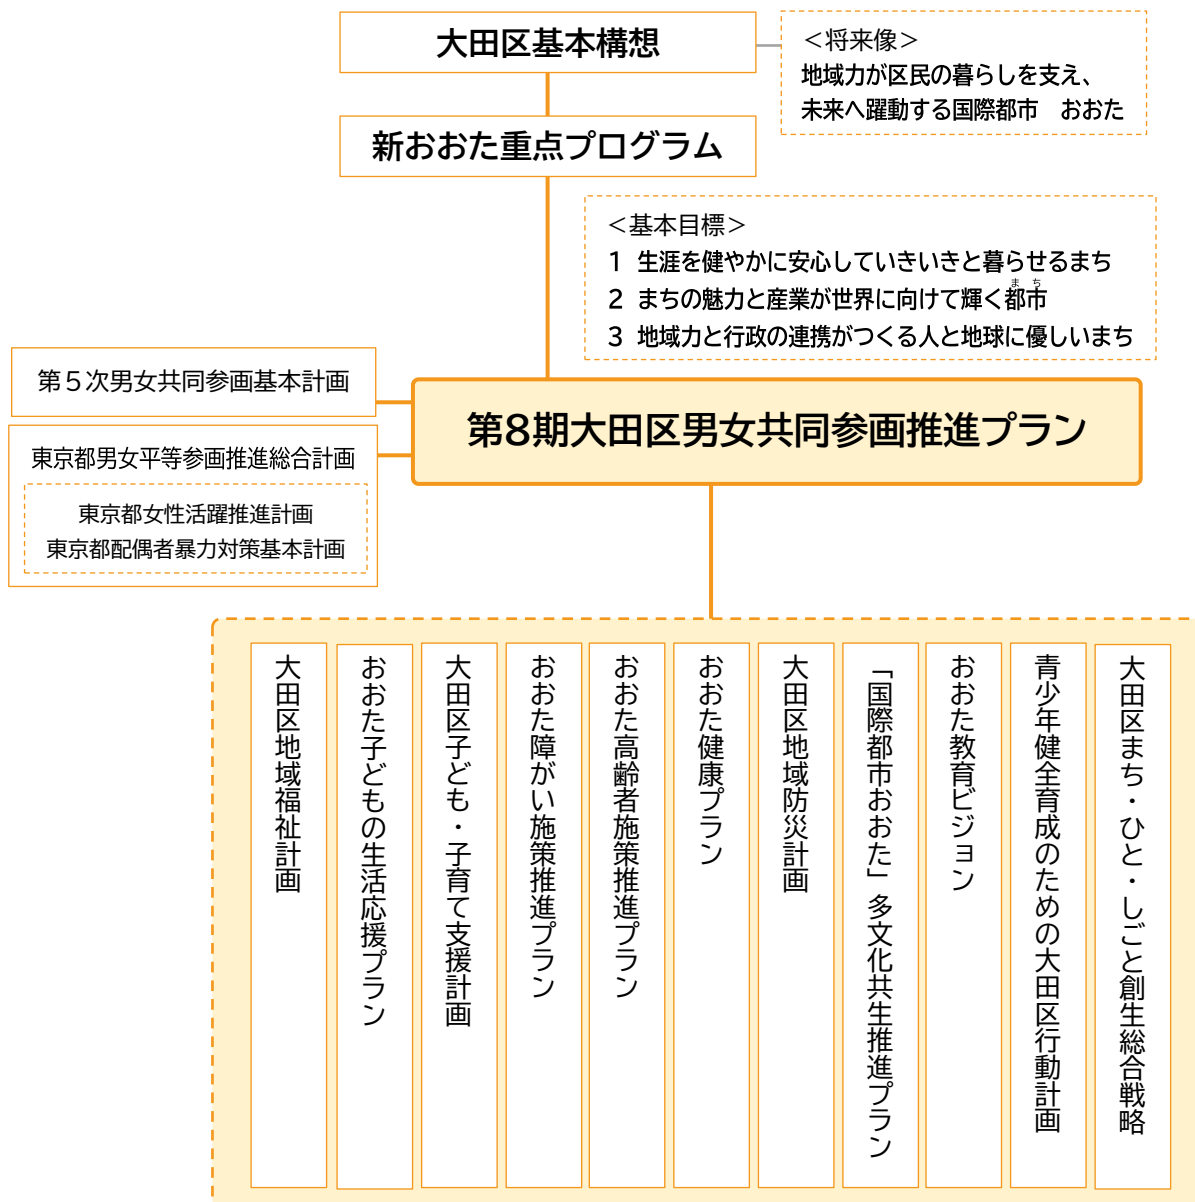 大田区基本構想
＜将来像＞
地域力が区民の暮らしを支え、
未来へ躍動する国際都市　おおた
新おおた重点プログラム
＜基本目標＞
1 生涯を健やかに安心していきいきと暮らせるまち
まち
2 まちの魅力と産業が世界に向けて輝く都市
3 地域力と行政の連携がつくる人と地球に優しいまち
第５次男女共同参画基本計画
第8期大田区男女共同参画推進プラン
東京都男女平等参画推進総合計画
東京都女性活躍推進計画
東京都配偶者暴力対策基本計画
大田区地域福祉計画
おおた子どもの生活応援プラン
大田区子ども・子育て支援計画
おおた障がい施策推進プラン
おおた高齢者施策推進プラン
おおた健康プラン
大田区地域防災計画
「国際都市おおた」多文化共生推進プラン
おおた教育ビジョン
青少年健全育成のための大田区行動計画
大田区まち・ひと・しごと創生総合戦略